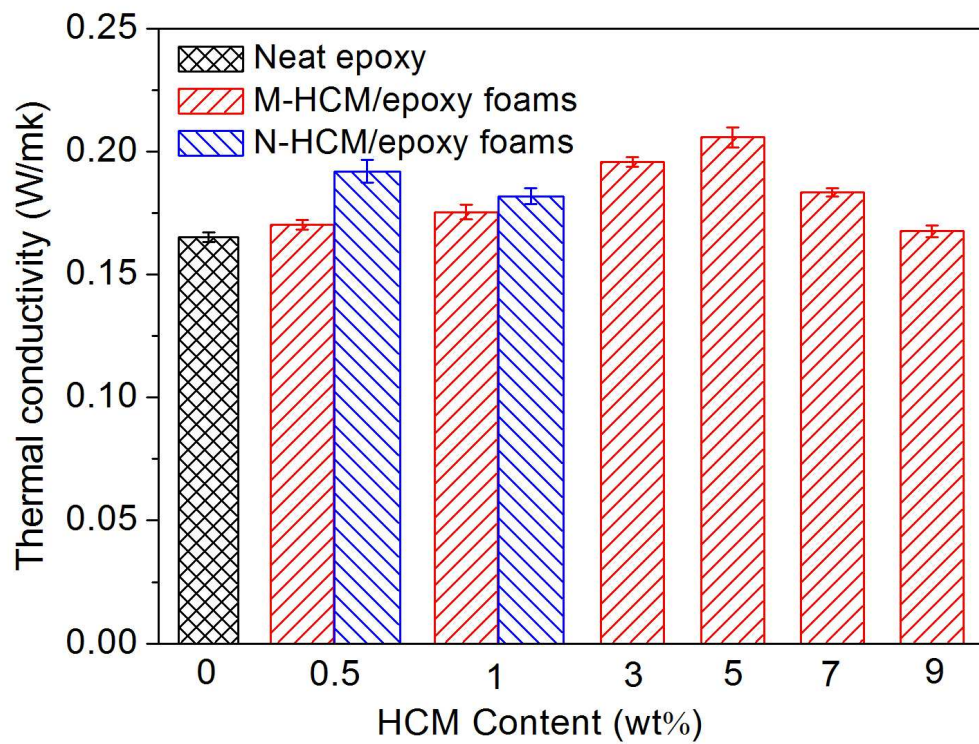 0.25
0.20
0.15
0.10
0.05
0.00
Thermal conductivity (W/mk)
Neat epoxy
M-HCM/epoxy foams
N-HCM/epoxy foams
0 0.5 1 3 5 7 9
HCM Content (wt%)